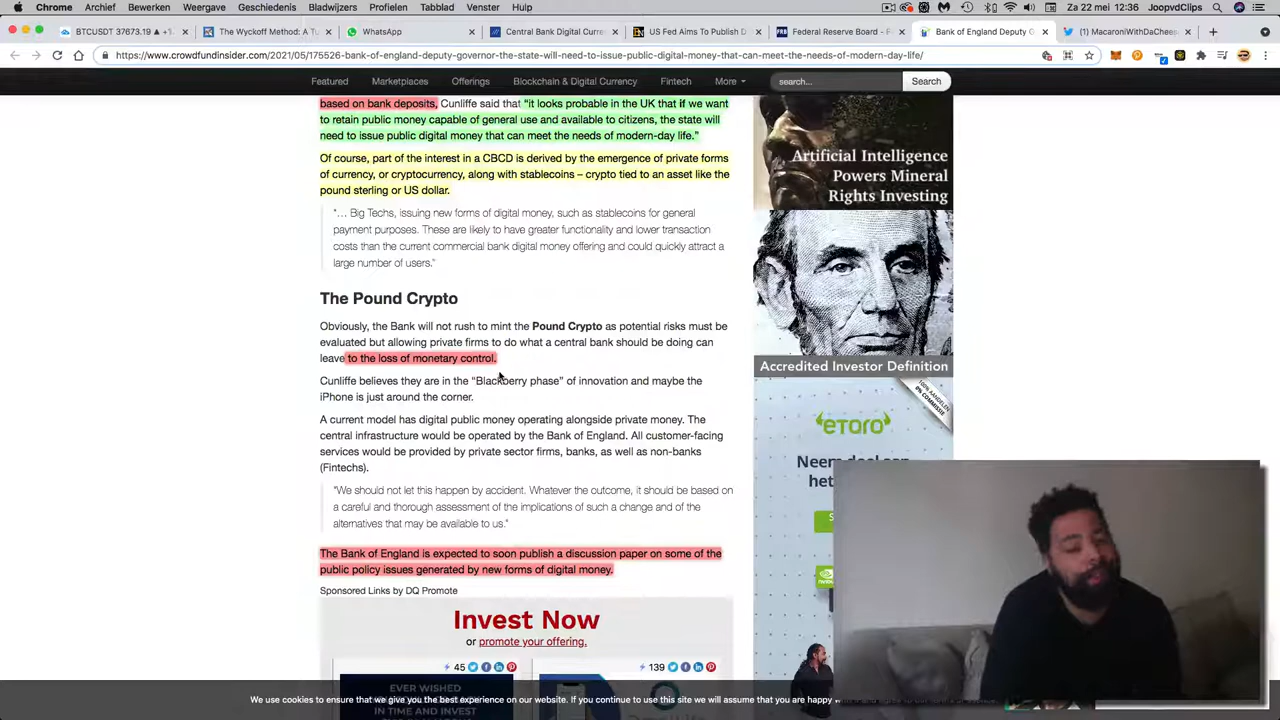 Chrome Archief Bewerken Weergave Geschiedenis Bladwijzers Profielen Tabblad Venster Help
Za 22 mei 12:36 JoopvdClips
BTCUSDT 37673.19 ▲ +1.
The Wyckoff Method: A Tu
WhatsApp
Central Bank Digital Curre
US Fed Aims To Publish D
Federal Reserve Board - F
Bank of England Deputy G
(1) MacaroniWithDaCheep
https://www.crowdfundinsider.com/2021/05/175526-bank-of-england-deputy-governor-the-state-will-need-to-issue-public-digital-money-that-can-meet-the-needs-of-modern-day-life/
Featured Marketplaces Offerings Blockchain & Digital Currency Fintech More search... Search
based on bank deposits, Cunliffe said that “it looks probable in the UK that if we want
to retain public money capable of general use and available to citizens, the state will
need to issue public digital money that can meet the needs of modern-day life.”
Of course, part of the interest in a CBCD is derived by the emergence of private forms
of currency, or cryptocurrency, along with stablecoins – crypto tied to an asset like the
pound sterling or US dollar.
“… Big Techs, issuing new forms of digital money, such as stablecoins for general
payment purposes. These are likely to have greater functionality and lower transaction
costs than the current commercial bank digital money offering and could quickly attract a
large number of users.”
The Pound Crypto
Obviously, the Bank will not rush to mint the Pound Crypto as potential risks must be
evaluated but allowing private firms to do what a central bank should be doing can
leave to the loss of monetary control.
Cunliffe believes they are in the “Blackberry phase” of innovation and maybe the
iPhone is just around the corner.
A current model has digital public money operating alongside private money. The
central infrastructure would be operated by the Bank of England. All customer-facing
services would be provided by private sector firms, banks, as well as non-banks
(Fintechs).
“We should not let this happen by accident. Whatever the outcome, it should be based on
a careful and thorough assessment of the implications of such a change and of the
alternatives that may be available to us.”
The Bank of England is expected to soon publish a discussion paper on some of the
public policy issues generated by new forms of digital money.
Sponsored Links by DQ Promote
Invest Now
or promote your offering.
45
139
EVER WISHED
IN TIME AND INVEST
Artificial Intelligence
Powers Mineral
Rights Investing
Accredited Investor Definition
100% AANDELEN
0% COMMISSIE
etoro
het
We use cookies to ensure that we give you the best experience on our website. If you continue to use this site we will assume that you are happy